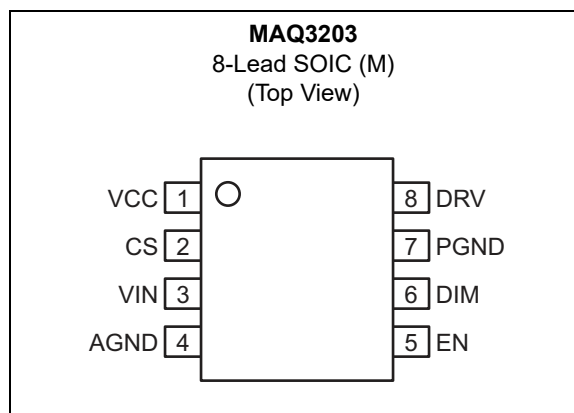 MAQ3203
8-Lead SOIC (M)
(Top View)
VCC 1 8 DRV
CS 2 7 PGND
VIN 3 6 DIM
AGND 4 5 EN